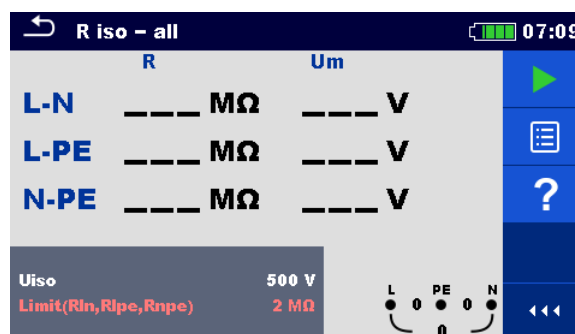 R iso – all 07:09
R Um
L-N ___ MΩ ___ V
L-PE ___ MΩ ___ V
N-PE ___ MΩ ___ V
?
Uiso 500 V
Limit(Rln,Rlpe,Rnpe) 2 MΩ
L PE N
0 0
0